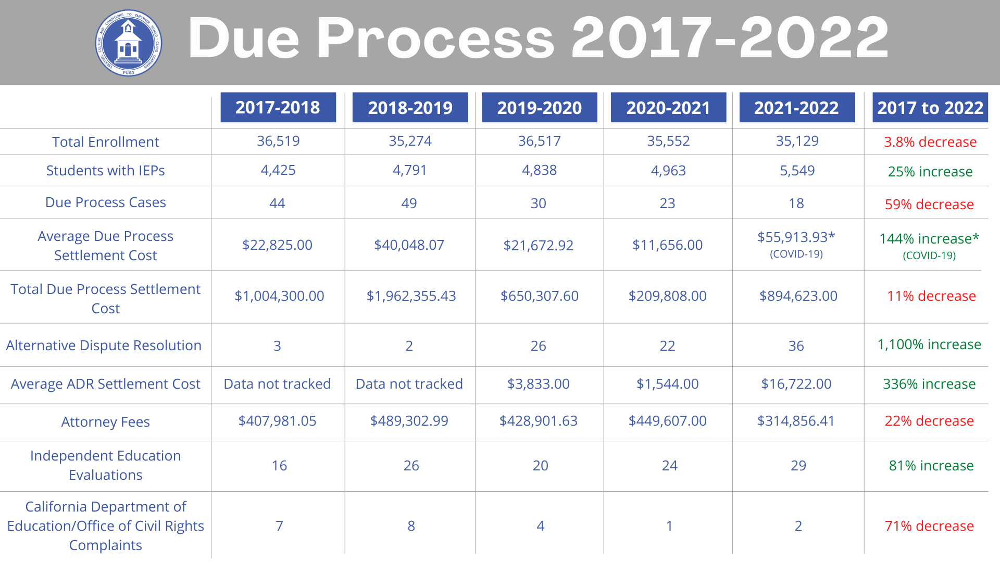 CREATING CULTURE AND CONDITIONS TO EMPOWER WORLD-CLASS LEARNERS
PUSD
Due Process 2017-2022
2017-2018 2018-2019 2019-2020 2020-2021 2021-2022 2017 to 2022
Total Enrollment 36,519 35,274 36,517 35,552 35,129 3.8% decrease
Students with IEPs 4,425 4,791 4,838 4,963 5,549 25% increase
Due Process Cases 44 49 30 23 18 59% decrease
Average Due Process
Settlement Cost
$22,825.00 $40,048.07 $21,672.92 $11,656.00 $55,913.93* 144% increase*
(COVID-19) (COVID-19)
Total Due Process Settlement
Cost
$1,004,300.00 $1,962,355.43 $650,307.60 $209,808.00 $894,623.00 11% decrease
Alternative Dispute Resolution 3 2 26 22 36 1,100% increase
Average ADR Settlement Cost Data not tracked Data not tracked $3,833.00 $1,544.00 $16,722.00 336% increase
Attorney Fees $407,981.05 $489,302.99 $428,901.63 $449,607.00 $314,856.41 22% decrease
Independent Education
Evaluations
16 26 20 24 29 81% increase
California Department of
Education/Office of Civil Rights
Complaints
7 8 4 1 2 71% decrease